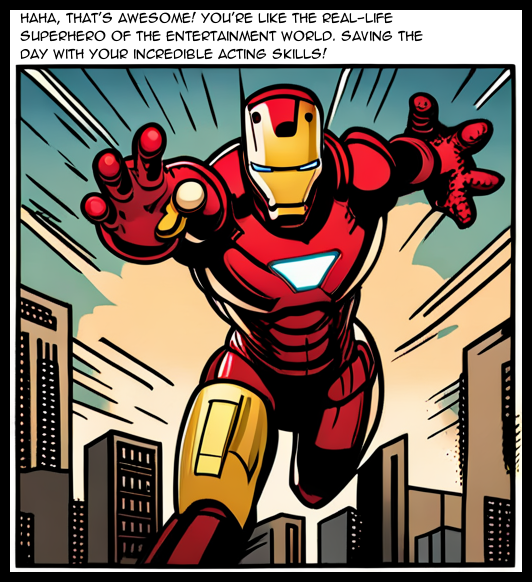 HAHA, THAT'S AWESOME! YOU'RE LIKE THE REAL-LIFE
SUPERHERO OF THE ENTERTAINMENT WORLD. SAVING THE
DAY WITH YOUR INCREDIBLE ACTING SKILLS!